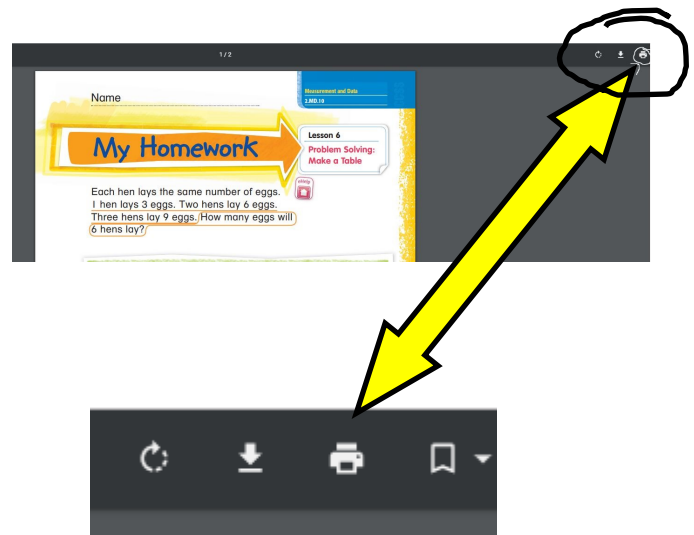 1 / 2
Name
Measurement and Data
2.MD.10
My Homework
Lesson 6
Problem Solving:
Make a Table
Each hen lays the same number of eggs.
1 hen lays 3 eggs. Two hens lay 6 eggs.
Three hens lay 9 eggs. How many eggs will
6 hens lay?